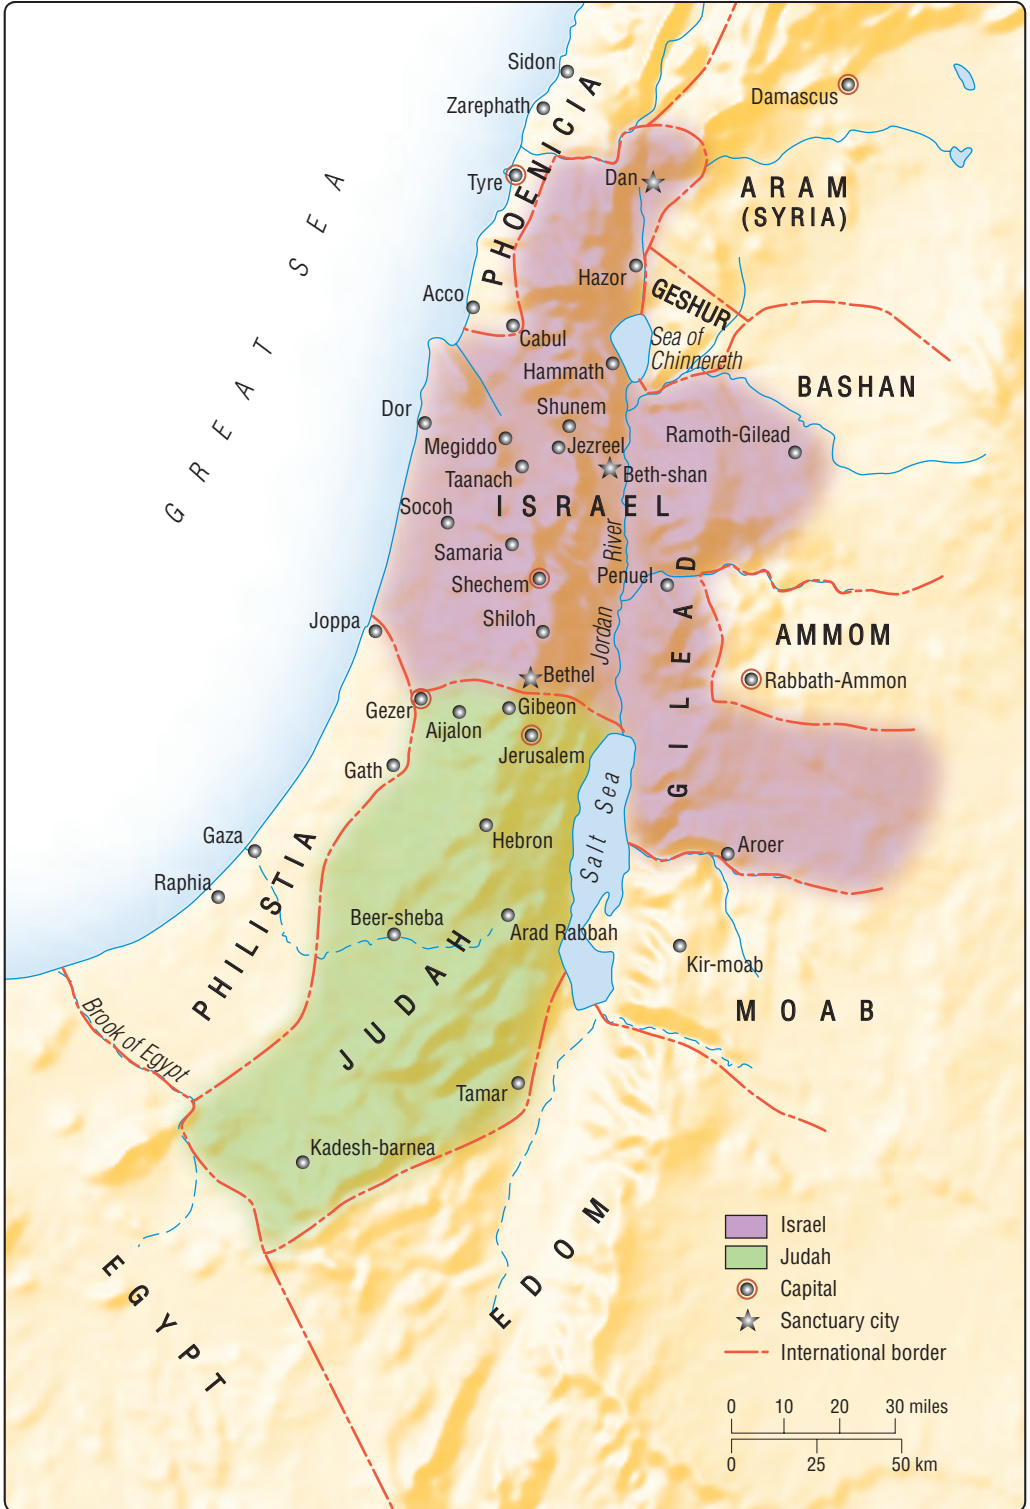 Sidon
Damascus
Zarephath
PHOENICIA
Tyre
Dan
ARAM
(SYRIA)
GREAT SEA
Hazor
GESHUR
Acco
Cabul
Sea of
Chinnereth
Hammath
BASHAN
Dor
Shunem
Megiddo
Jezreel
Ramoth-Gilead
Taanach
Beth-shan
Socoh
ISRAEL
Samaria
Jordan River
Shechem
Penuel
GILEAD
Joppa
Shiloh
AMMOM
Bethel
Rabbath-Ammon
Gezer
Gibeon
Aijalon
Jerusalem
Gath
Salt Sea
Gaza
Hebron
Aroer
Raphia
PHILISTIA
Beer-sheba
Arad Rabbah
JUDAH
Kir-moab
MOAB
Brook of Egypt
Tamar
Kadesh-barnea
EDOM
EGYPT
Israel
Judah
Capital
Sanctuary city
International border
0 10 20 30 miles
0 25 50 km